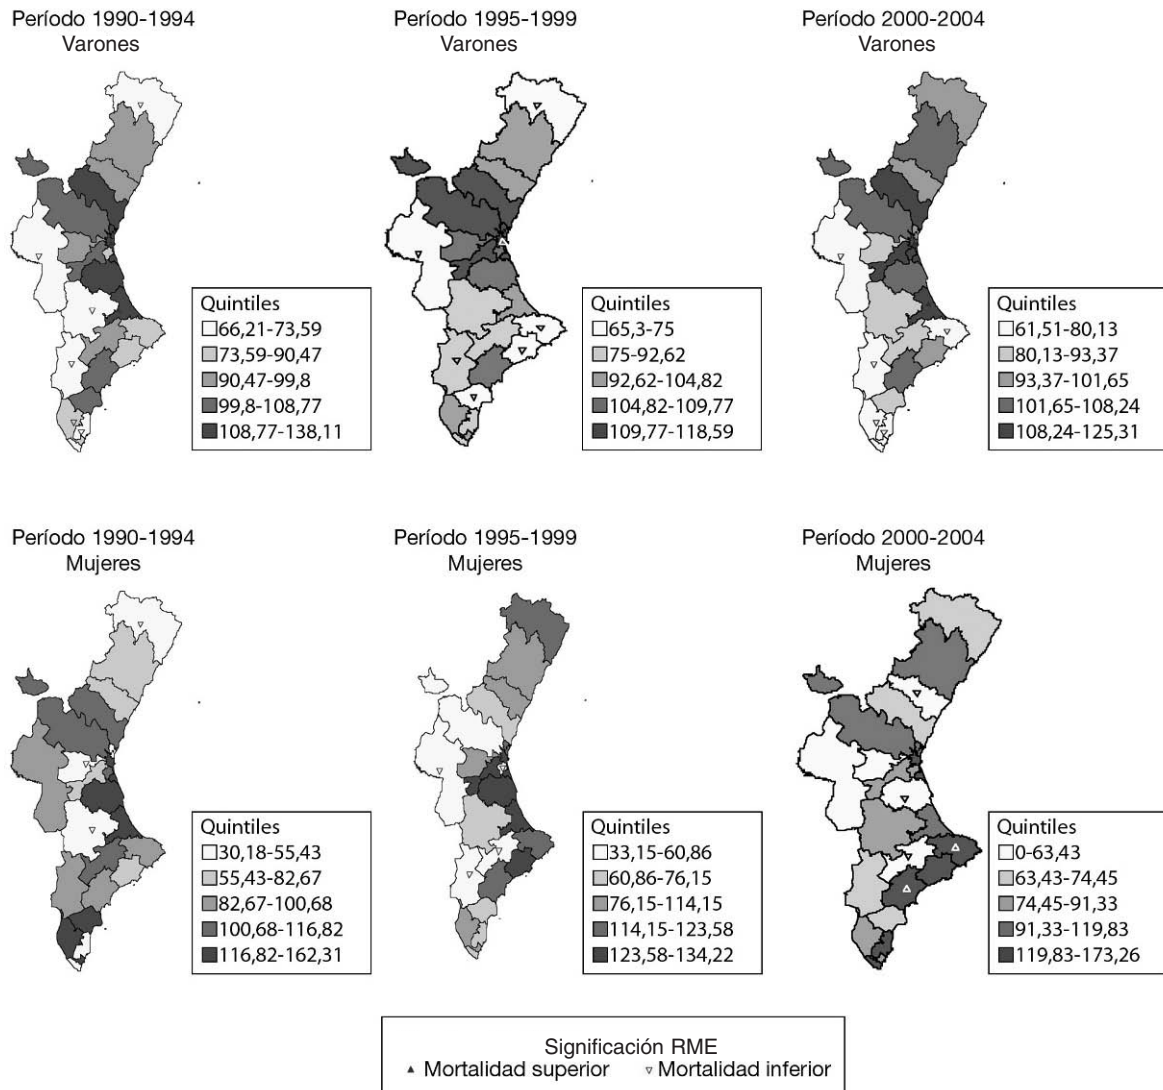 Período 1990-1994
Varones
Período 1995-1999
Varones
Período 2000-2004
Varones
Quintiles
66,21-73,59
73,59-90,47
90,47-99,8
99,8-108,77
108,77-138,11
Quintiles
65,3-75
75-92,62
92,62-104,82
104,82-109,77
109,77-118,59
Quintiles
61,51-80,13
80,13-93,37
93,37-101,65
101,65-108,24
108,24-125,31
Período 1990-1994
Mujeres
Período 1995-1999
Mujeres
Período 2000-2004
Mujeres
Quintiles
30,18-55,43
55,43-82,67
82,67-100,68
100,68-116,82
116,82-162,31
Quintiles
33,15-60,86
60,86-76,15
76,15-114,15
114,15-123,58
123,58-134,22
Quintiles
0-63,43
63,43-74,45
74,45-91,33
91,33-119,83
119,83-173,26
Significación RME
Mortalidad superior Mortalidad inferior